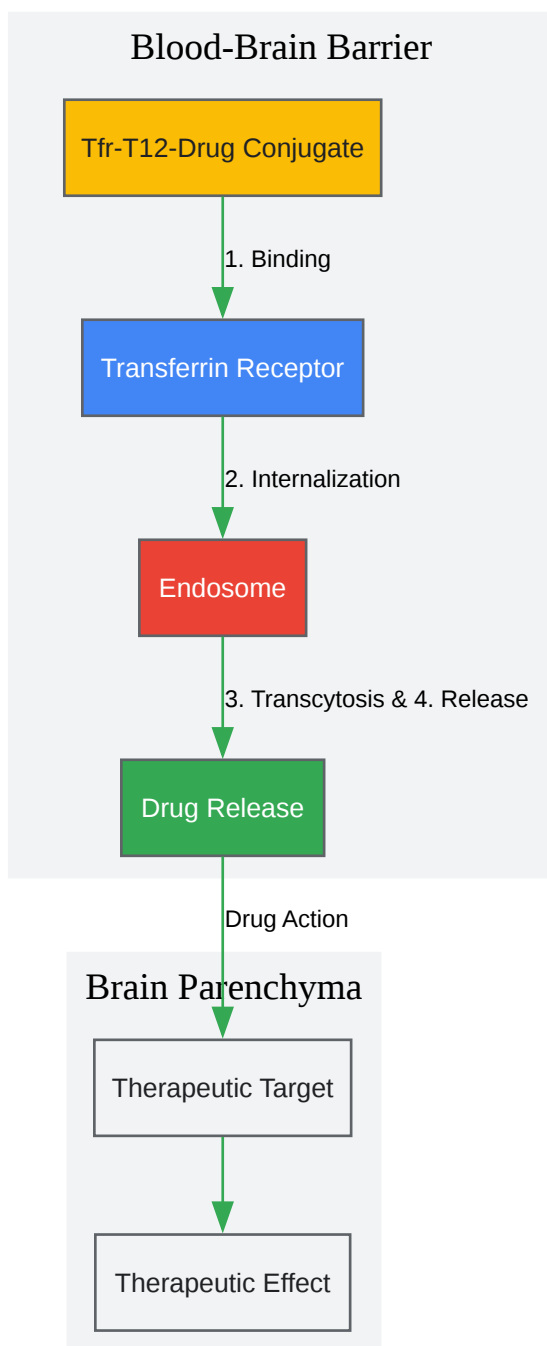 Blood-Brain Barrier
Tfr-T12-Drug Conjugate
1. Binding
Transferrin Receptor
2. Internalization
Endosome
3. Transcytosis & 4. Release
Drug Release
Drug Action
Brain Parenchyma
Therapeutic Target
Therapeutic Effect